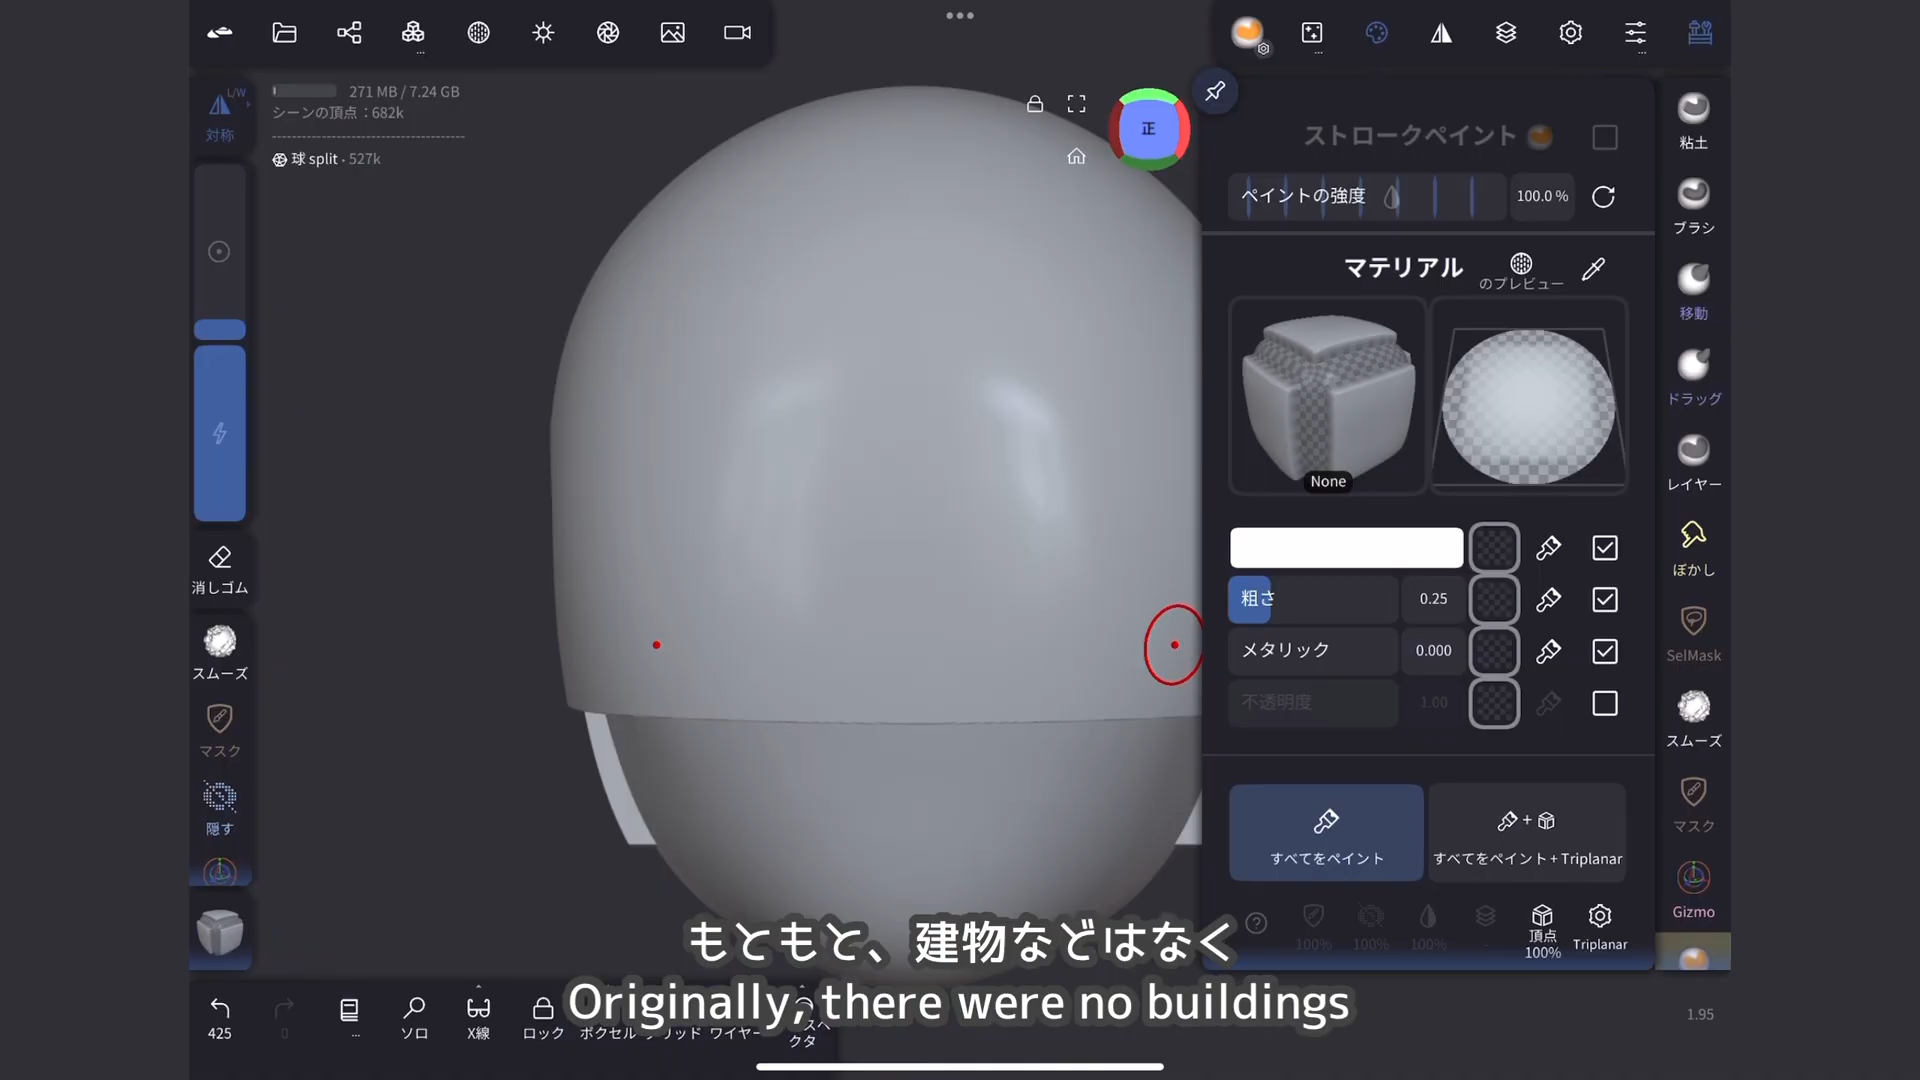 271 MB / 7.24 GB
シーンの頂点 : 682k
球 split · 527k
L/W
対称
消しゴム
スムーズ
マスク
隠す
正
ストロークペイント
ペイントの強度
100.0 %
マテリアル
のプレビュー
None
粗さ
0.25
メタリック
0.000
不透明度
1.00
すべてをペイント
すべてをペイント + Triplanar
100%
100%
100%
-
頂点
100%
Triplanar
粘土
ブラシ
移動
ドラッグ
レイヤー
ぼかし
SelMask
スムーズ
マスク
Gizmo
もともと、建物などはなく
Originally, there were no buildings
425
0
...
ソロ
X線
ロック
ボクセル
ワイヤー
1.95